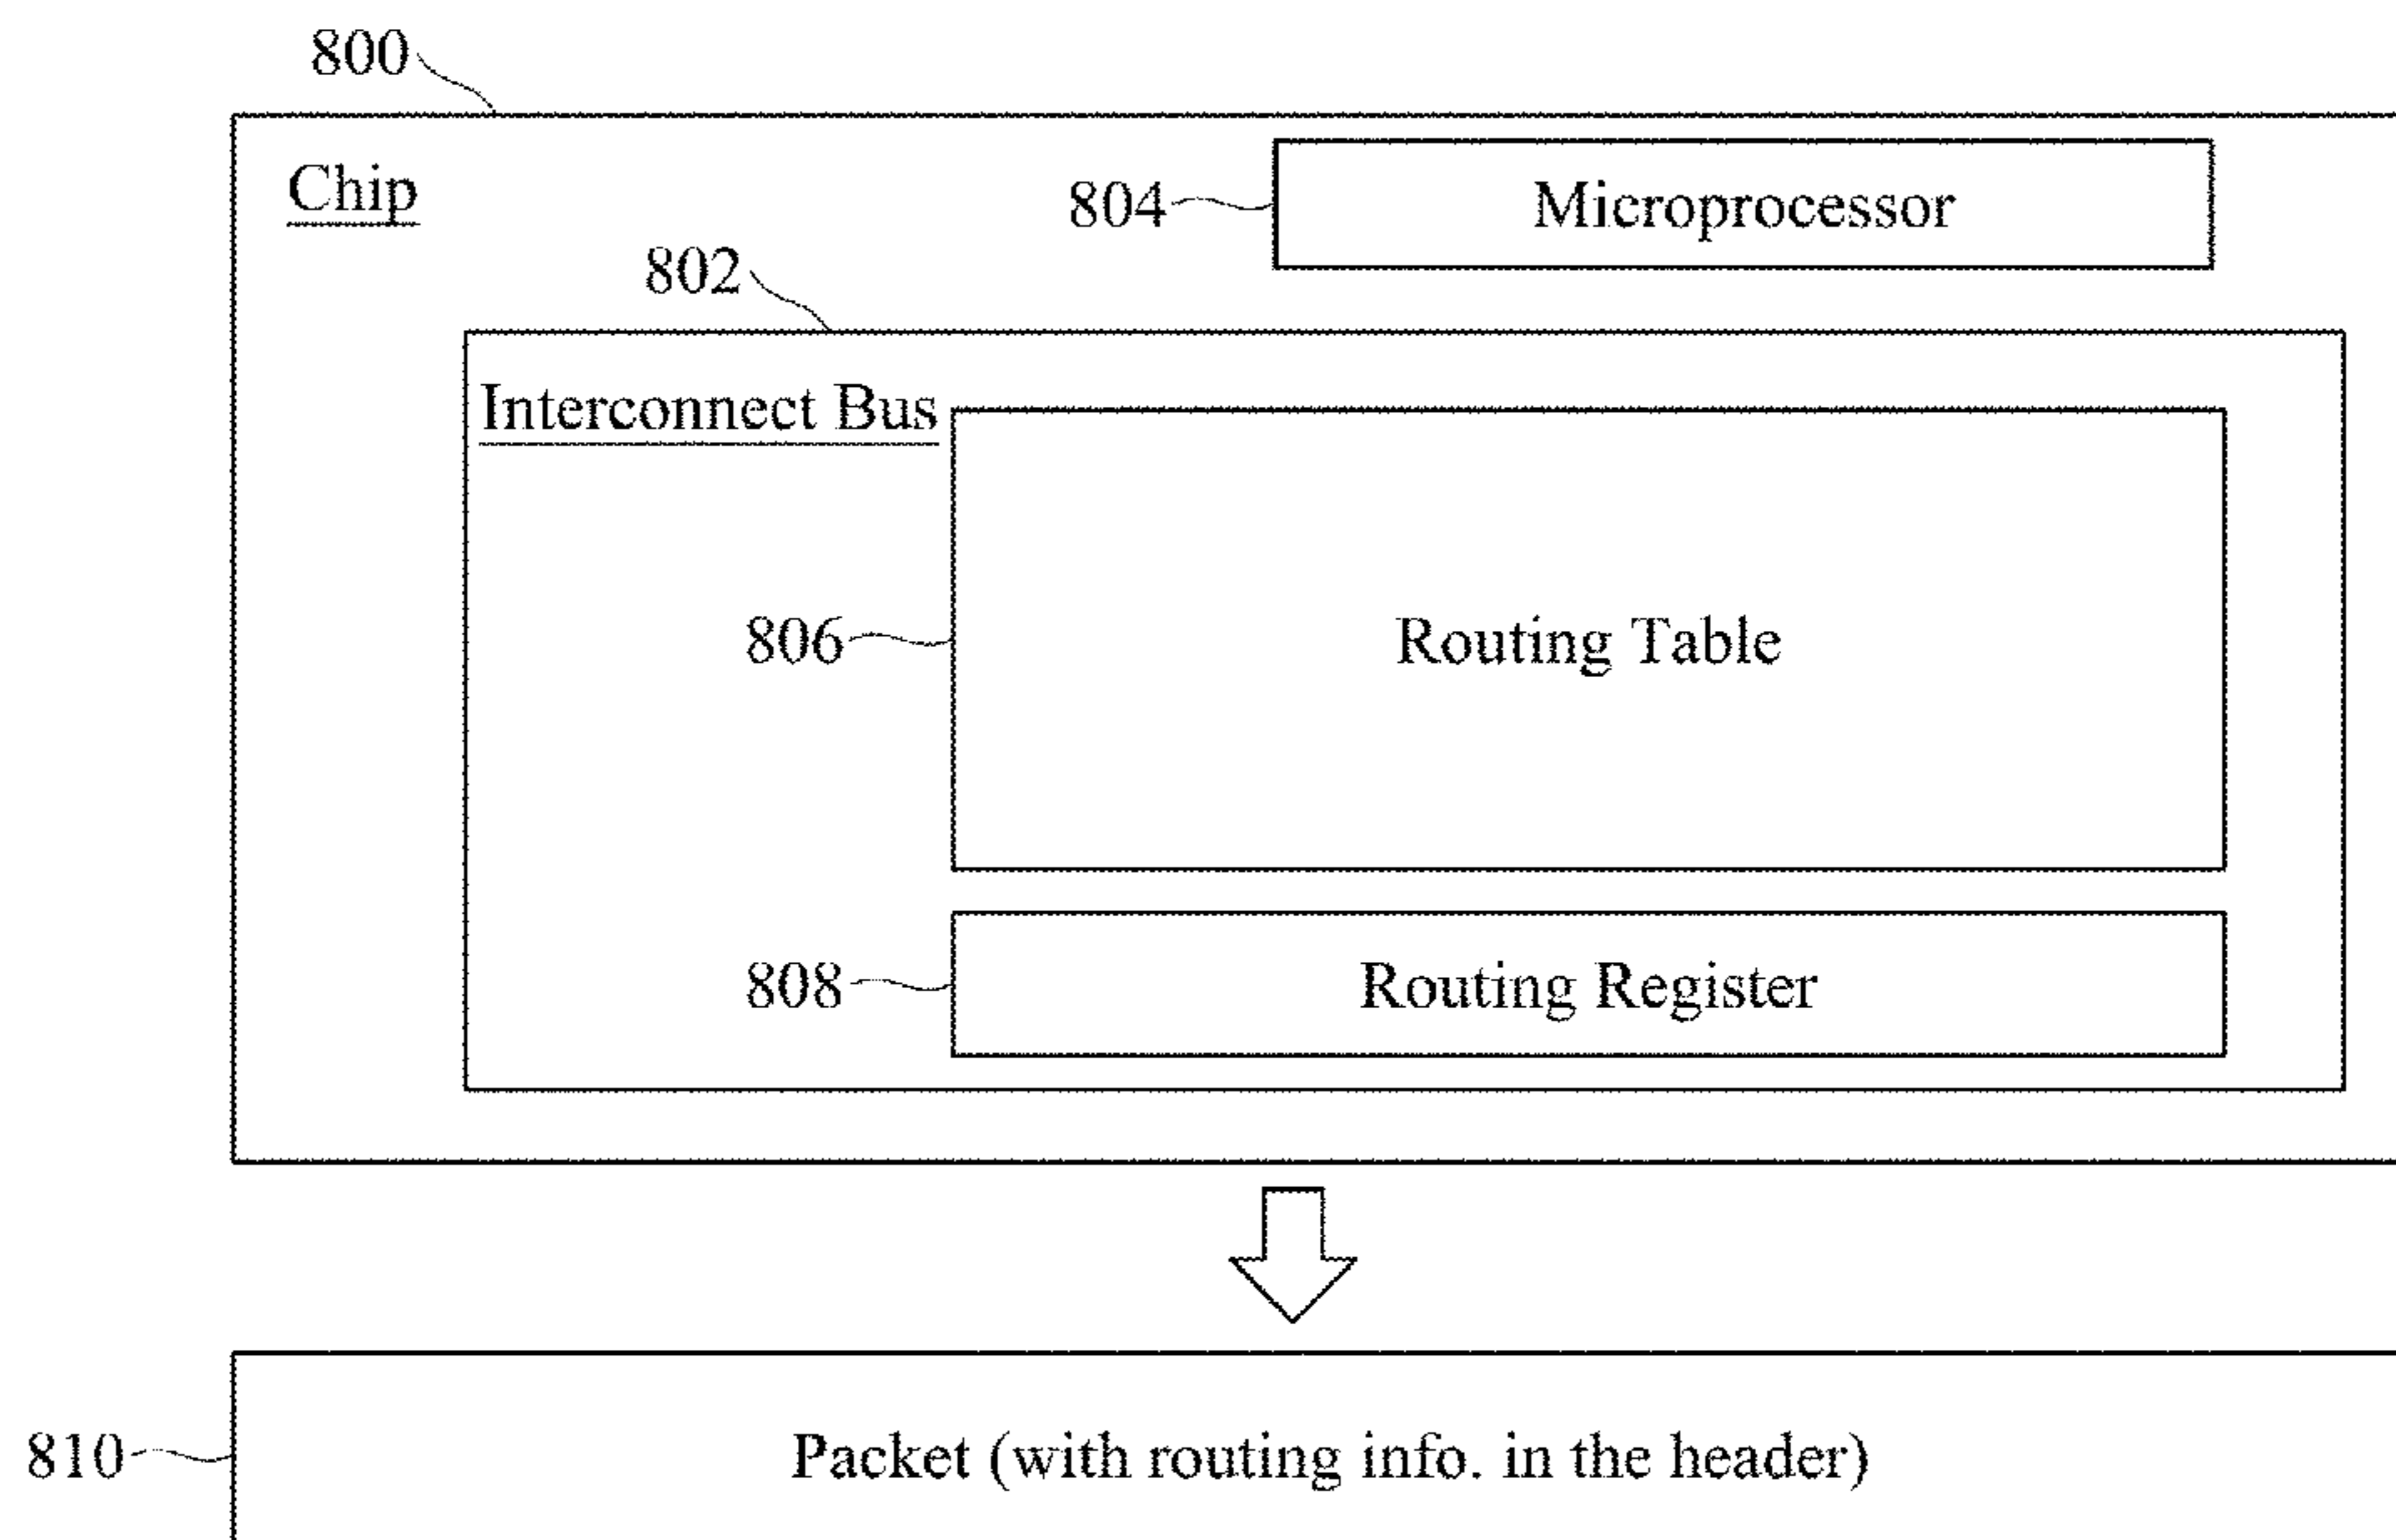 800
Chip
804 Microprocessor
802
Interconnect Bus
806 Routing Table
808 Routing Register
810 Packet (with routing info. in the header)